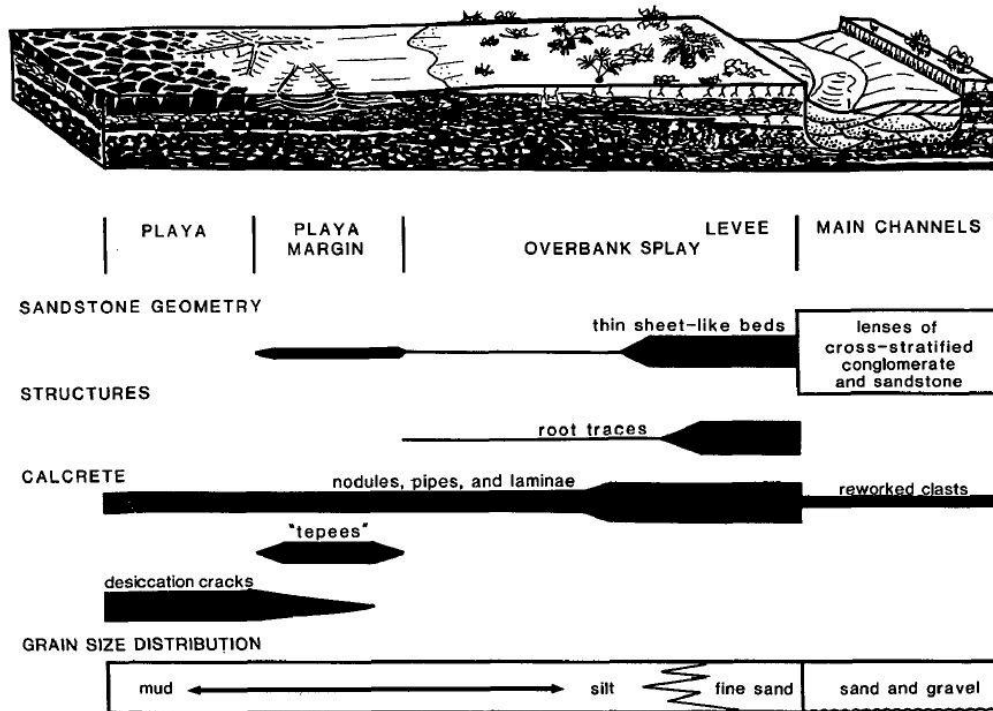 PLAYA
PLAYA
MARGIN
LEVEE
OVERBANK SPLAY
MAIN CHANNELS
SANDSTONE GEOMETRY
thin sheet-like beds
lenses of
cross-stratified
conglomerate
and sandstone
STRUCTURES
root traces
CALCRETE
nodules, pipes, and laminae
reworked clasts
"tepees"
desiccation cracks
GRAIN SIZE DISTRIBUTION
mud
silt
fine sand
sand and gravel